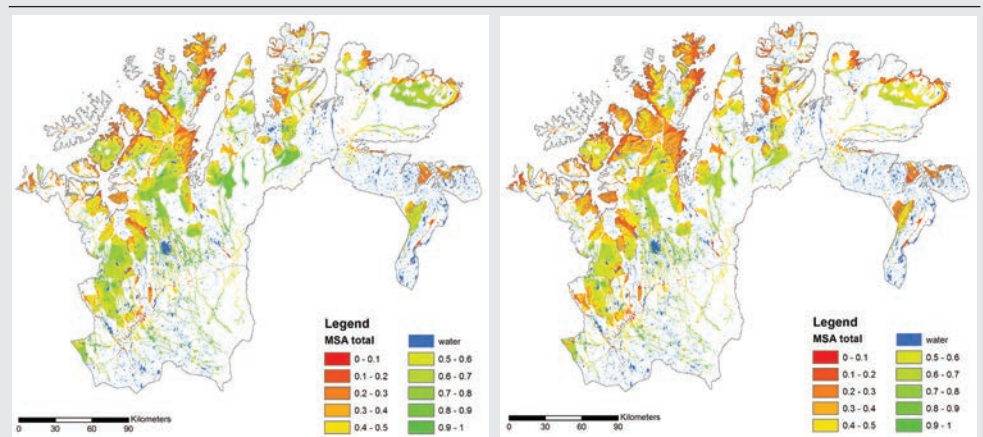 Legend
MSA total
water
0 - 0.1
0.5 - 0.6
0.1 - 0.2
0.6 - 0.7
0.2 - 0.3
0.7 - 0.8
0.3 - 0.4
0.8 - 0.9
0.4 - 0.5
0.9 - 1
Kilometers
0 30 60 90
Legend
MSA total
water
0 - 0.1
0.5 - 0.6
0.1 - 0.2
0.6 - 0.7
0.2 - 0.3
0.7 - 0.8
0.3 - 0.4
0.8 - 0.9
0.4 - 0.5
0.9 - 1
Kilometers
0 30 60 90